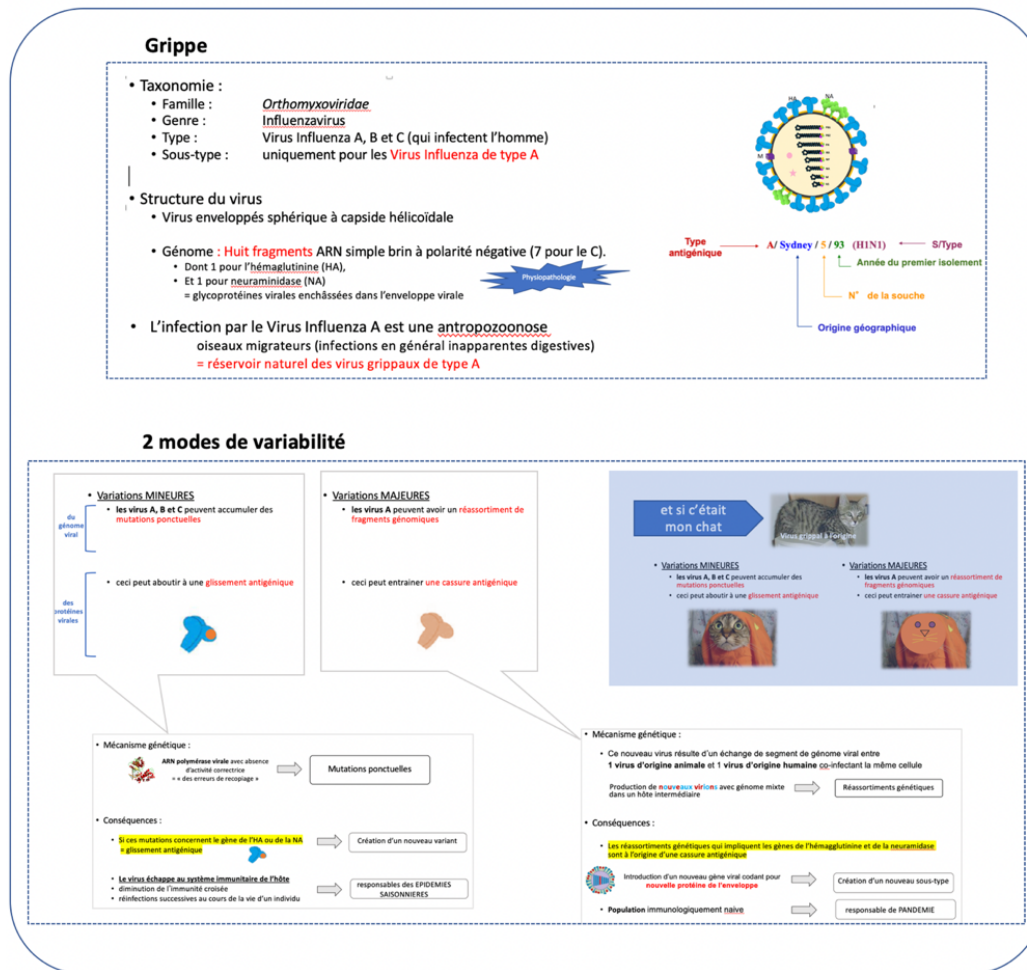 Grippe
• Taxonomie :
• Famille : Orthomyxoviridae
• Genre : Influenzavirus
• Type : Virus Influenza A, B et C (qui infectent l'homme)
• Sous-type : uniquement pour les Virus Influenza de type A
• Structure du virus
• Virus enveloppés sphérique à capside hélicoïdale
• Génome : Huit fragments ARN simple brin à polarité négative (7 pour le C).
• Dont 1 pour l'hémaglutinine (HA),
• Et 1 pour neuraminidase (NA)
= glycoprotéines virales enchâssées dans l'enveloppe virale
Physiopathologie
• L'infection par le Virus Influenza A est une antropozoonose
oiseaux migrateurs (infections en général inapparentes digestives)
= réservoir naturel des virus grippaux de type A
HA
NA
M
Type antigénique
A/ Sydney / 5 / 93 (H1N1)
S/Type
Année du premier isolement
N° de la souche
Origine géographique
2 modes de variabilité
du
génome
viral
des
protéines
virales
• Variations MINEURES
• les virus A, B et C peuvent accumuler des
mutations ponctuelles
• ceci peut aboutir à une glissement antigénique
• Variations MAJEURES
• les virus A peuvent avoir un réassortiment de
fragments génomiques
• ceci peut entrainer une cassure antigénique
et si c'était
mon chat
Virus grippal à l'origine
• Variations MINEURES
• les virus A, B et C peuvent accumuler des
mutations ponctuelles
• ceci peut aboutir à une glissement antigénique
• Variations MAJEURES
• les virus A peuvent avoir un réassortiment de
fragments génomiques
• ceci peut entrainer une cassure antigénique
• Mécanisme génétique :
ARN polymérase virale avec absence
d'activité correctrice
= « des erreurs de recopiage »
Mutations ponctuelles
• Conséquences :
• Si ces mutations concernent le gène de l'HA ou de la NA
= glissement antigénique
Création d'un nouveau variant
• Le virus échappe au système immunitaire de l'hôte
• diminution de l'immunité croisée
• réinfections successives au cours de la vie d'un individu
responsables des EPIDEMIES
SAISONNIERES
• Mécanisme génétique :
• Ce nouveau virus résulte d'un échange de segment de génome viral entre
1 virus d'origine animale et 1 virus d'origine humaine co-infectant la même cellule
Production de nouveaux virions avec génome mixte
dans un hôte intermédiaire
Réassortiments génétiques
• Conséquences :
• Les réassortiments génétiques qui impliquent les gènes de l'hémagglutinine et de la neuramidase
sont à l'origine d'une cassure antigénique
Introduction d'un nouveau gène viral codant pour
nouvelle protéine de l'enveloppe
Création d'un nouveau sous-type
• Population immunologiquement naive
responsable de PANDEMIE